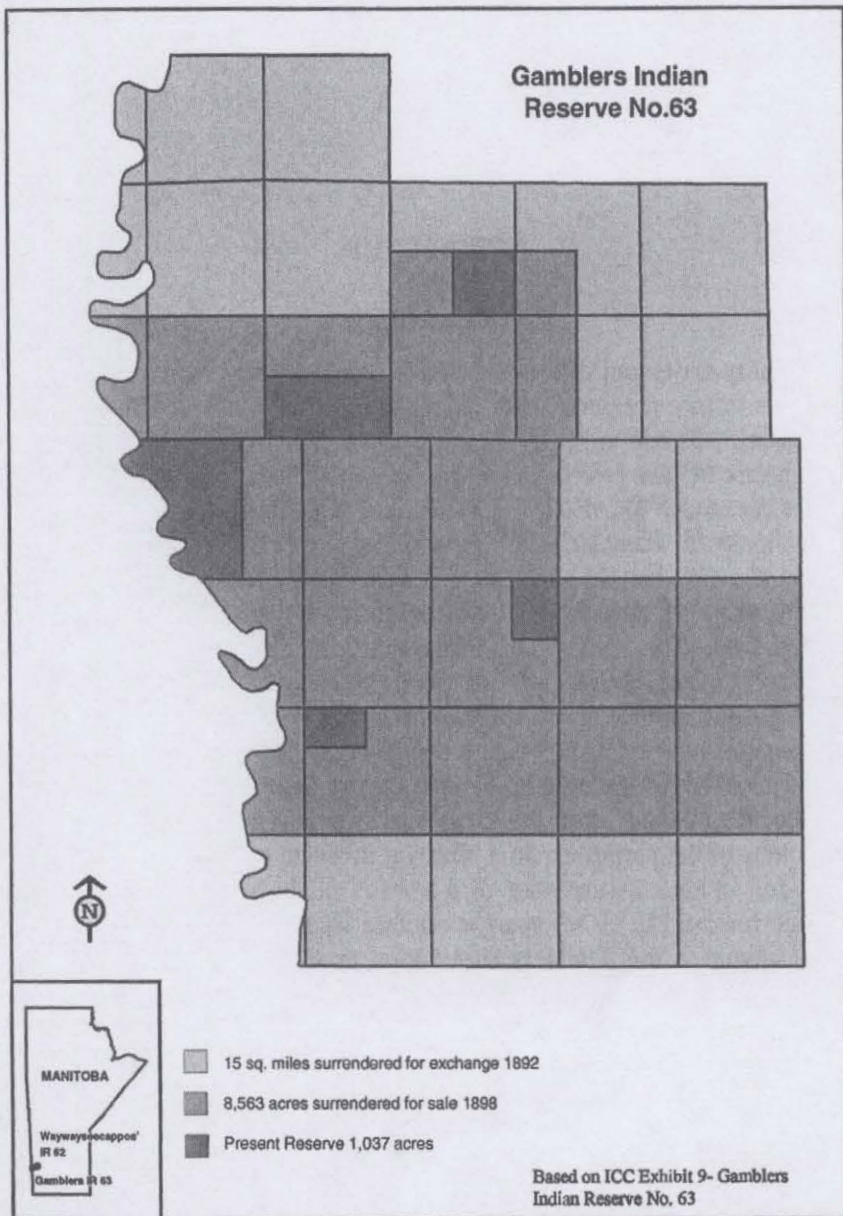 Gamblers Indian
Reserve No.63
N
MANITOBA
Waywayseecappos'
IR 62
Gamblers IR 63
15 sq. miles surrendered for exchange 1892
8,563 acres surrendered for sale 1898
Present Reserve 1,037 acres
Based on ICC Exhibit 9- Gamblers
Indian Reserve No. 63